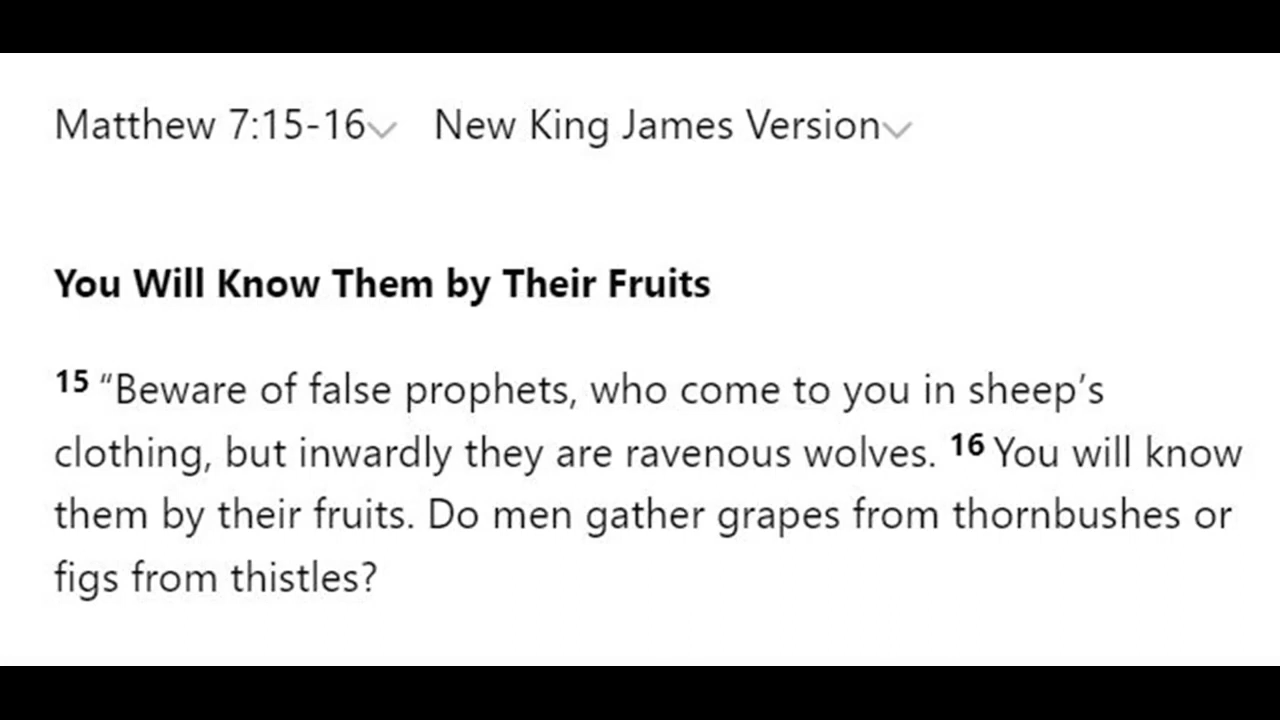 Matthew 7:15-16 New King James Version
You Will Know Them by Their Fruits
15 “Beware of false prophets, who come to you in sheep’s
clothing, but inwardly they are ravenous wolves. 16 You will know
them by their fruits. Do men gather grapes from thornbushes or
figs from thistles?